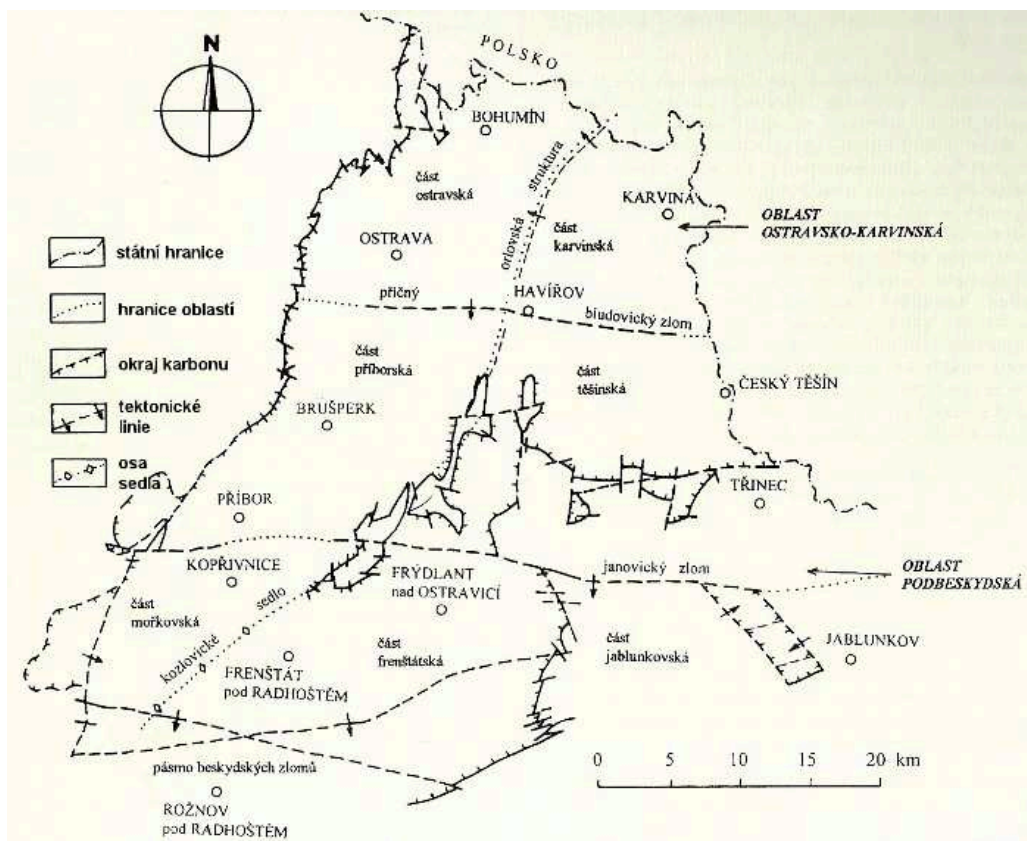 N
POLSKO
BOHUMÍN
část
ostravská
orlovská
struktura
KARVINÁ
OBLAST
OSTRAVSKO-KARVINSKÁ
část
karvinská
OSTRAVA
státní hranice
hranice oblastí
okraj karbonu
tektonické
linie
osa
sedla
příčný
HAVÍŘOV
bludovický zlom
část
příborská
část
těšínská
ČESKÝ TĚŠÍN
BRUŠPERK
TŘINEC
PŘÍBOR
KOPŘIVNICE
FRÝDLANT
nad OSTRAVICÍ
janovický zlom
OBLAST
PODBESKYDSKÁ
část
mořkovská
kozlovické
sedlo
část
frenštátská
část
jablunkovská
JABLUNKOV
FRENŠTÁT
pod RADHOŠTĚM
pásmo beskydských zlomů
ROŽNOV
pod RADHOŠTĚM
0 5 10 15 20 km